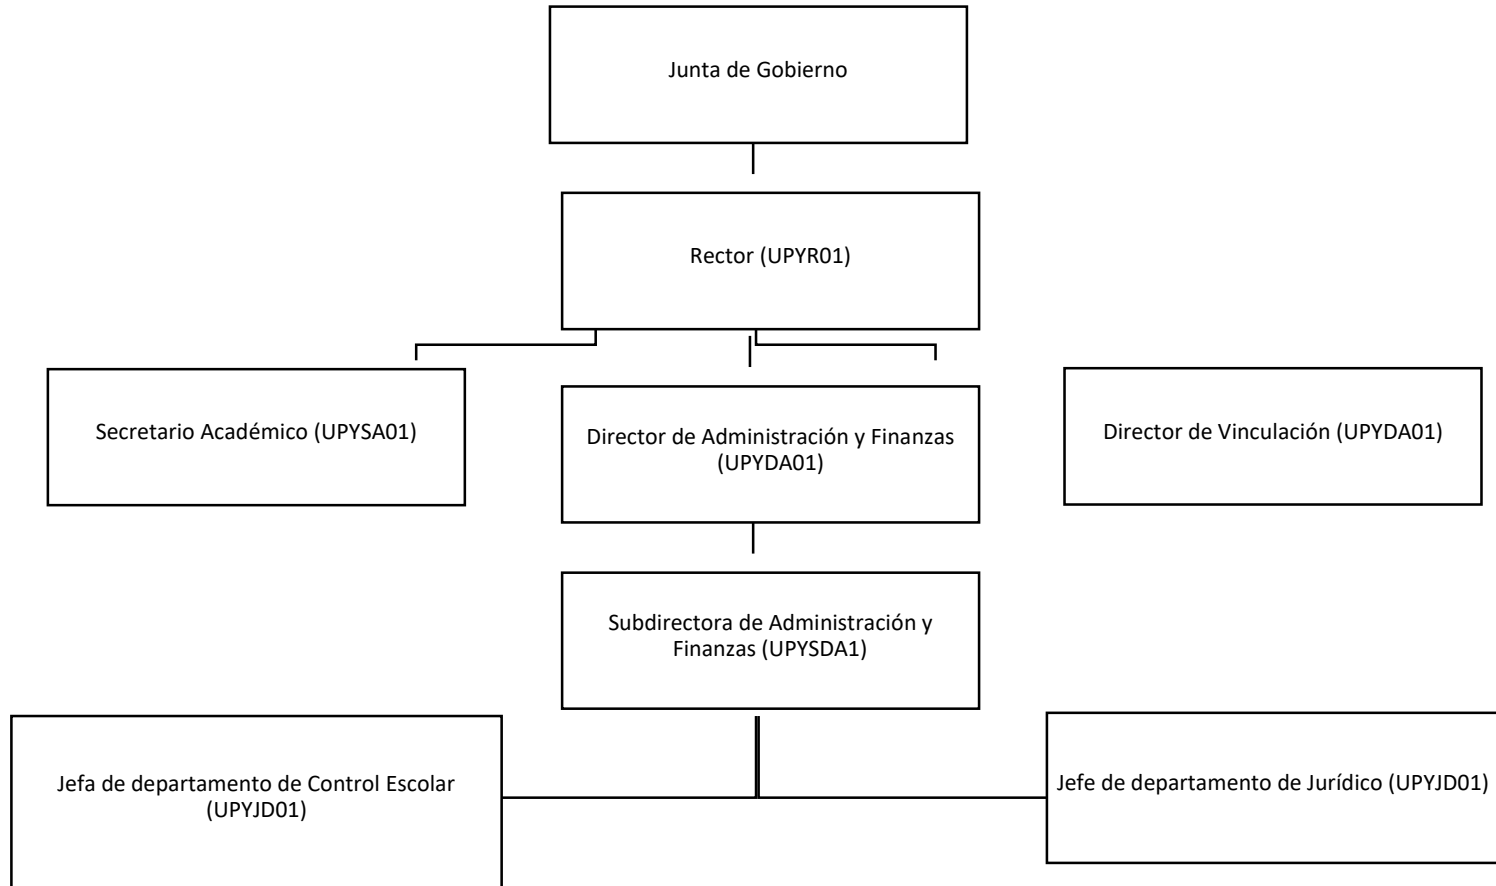 Junta de Gobierno
Rector (UPYR01)
Secretario Académico (UPYSA01)
Director de Administración y Finanzas
(UPYDA01)
Director de Vinculación (UPYDA01)
Subdirectora de Administración y
Finanzas (UPYSDA1)
Jefa de departamento de Control Escolar
(UPYJD01)
Jefe de departamento de Jurídico (UPYJD01)